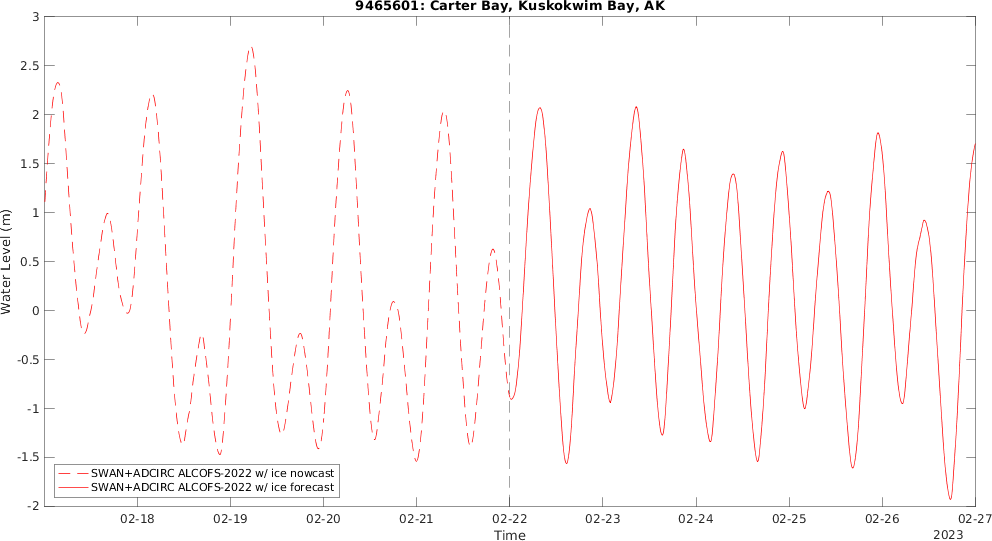 9465601: Carter Bay, Kuskokwim Bay, AK
3
2.5
2
1.5
1
0.5
0
-0.5
-1
-1.5
-2
Water Level (m)
SWAN+ADCIRC ALCOFS-2022 w/ ice nowcast
SWAN+ADCIRC ALCOFS-2022 w/ ice forecast
02-18 02-19 02-20 02-21 02-22 02-23 02-24 02-25 02-26 02-27
Time
2023